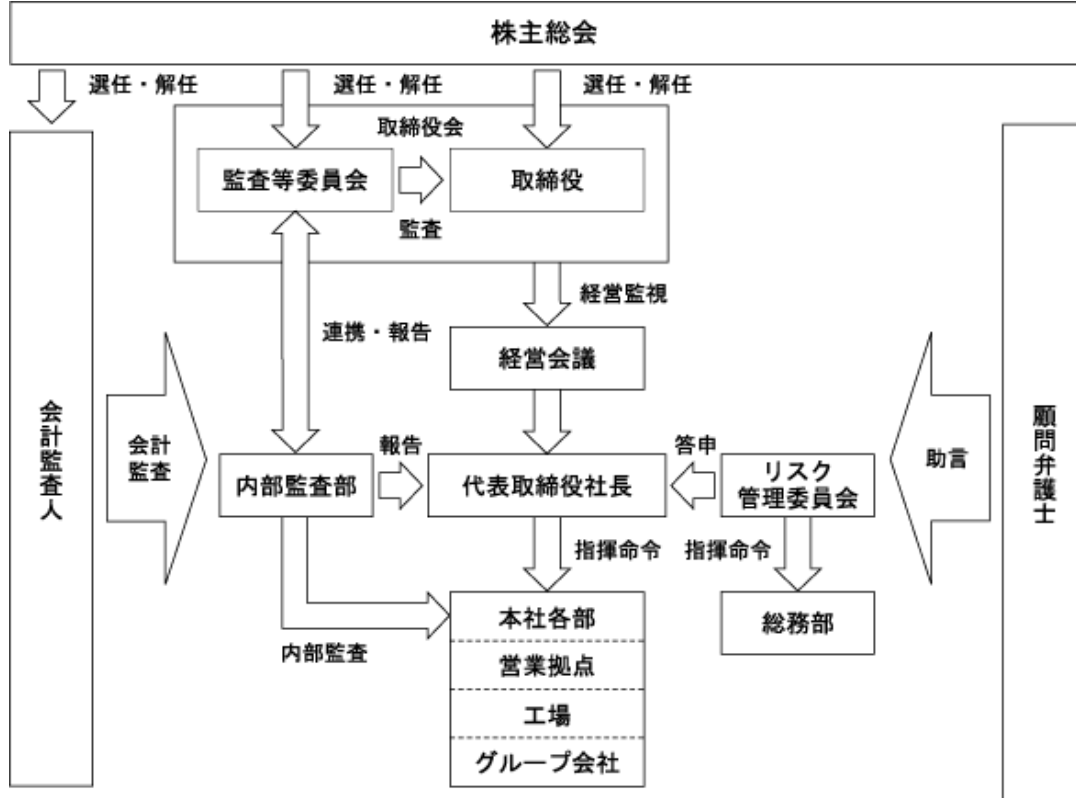 株主総会
選任・解任
選任・解任
選任・解任
取締役会
監査等委員会
取締役
監査
経営監視
連携・報告
経営会議
会計監査人
会計
監査
報告
答申
内部監査部
代表取締役社長
リスク
管理委員会
助言
顧問弁護士
指揮命令
指揮命令
本社各部
総務部
内部監査
営業拠点
工場
グループ会社